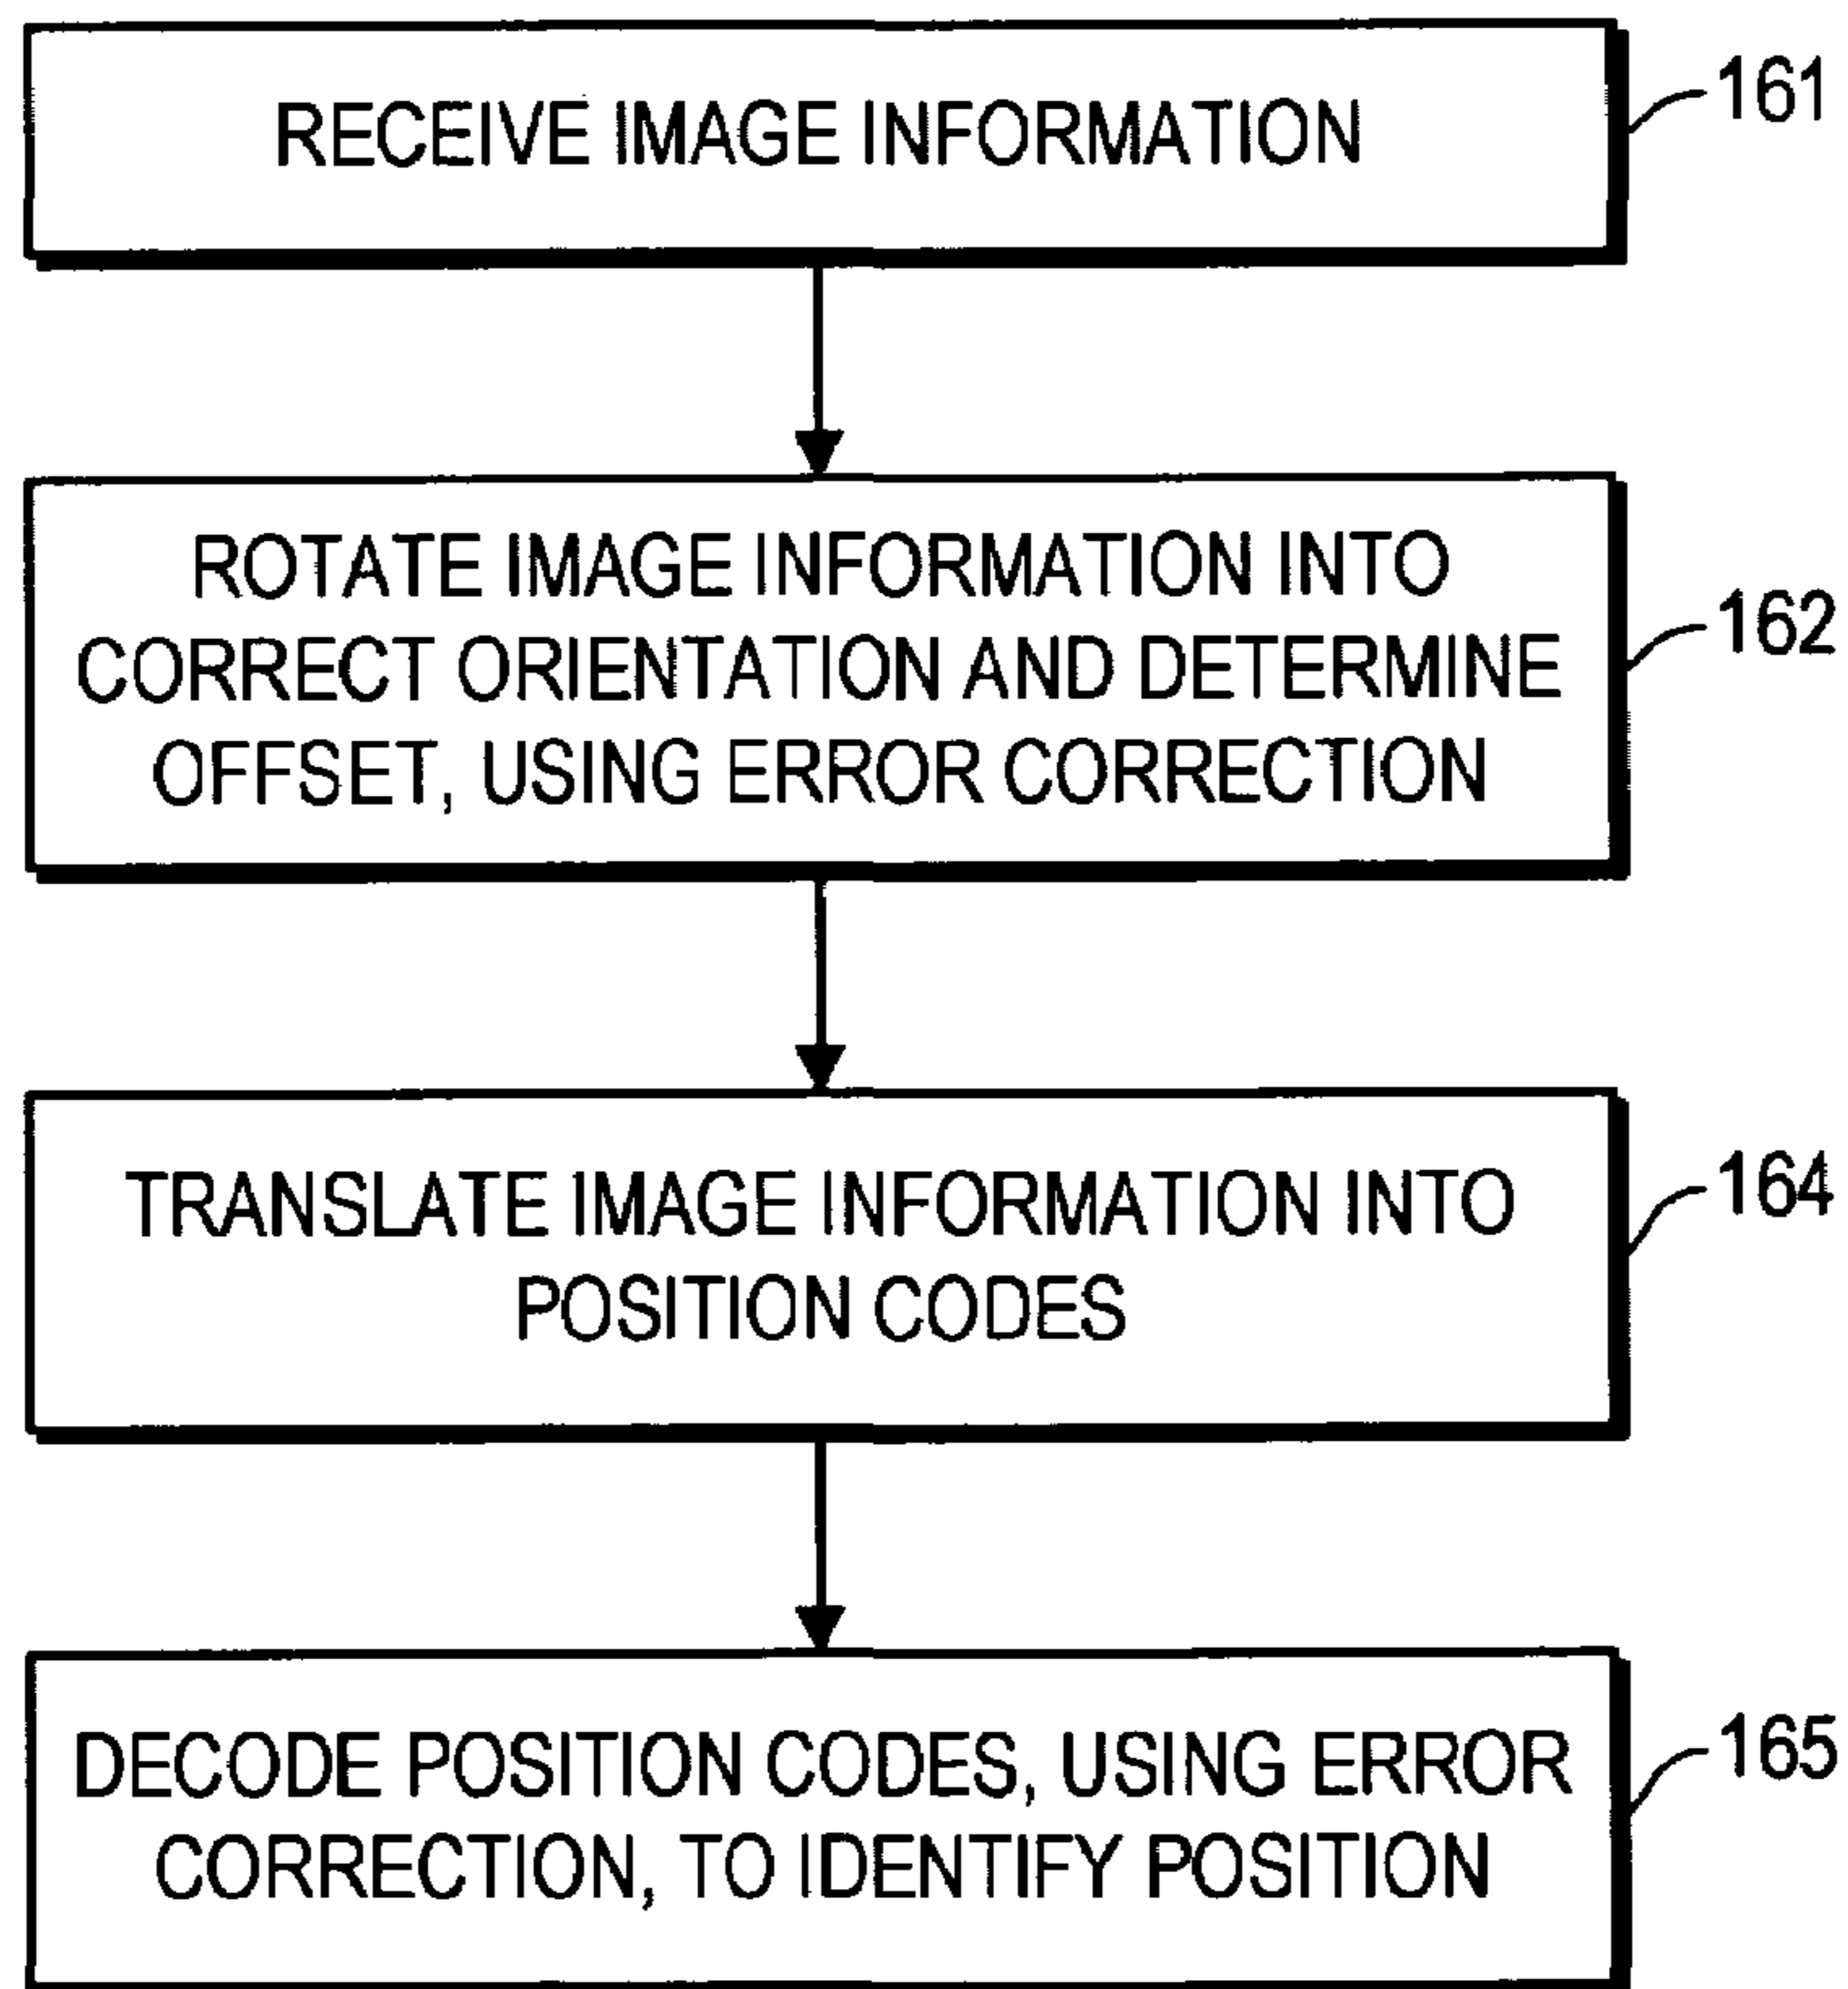 RECEIVE IMAGE INFORMATION
161
ROTATE IMAGE INFORMATION INTO
CORRECT ORIENTATION AND DETERMINE
OFFSET, USING ERROR CORRECTION
162
TRANSLATE IMAGE INFORMATION INTO
POSITION CODES
164
DECODE POSITION CODES, USING ERROR
CORRECTION, TO IDENTIFY POSITION
165